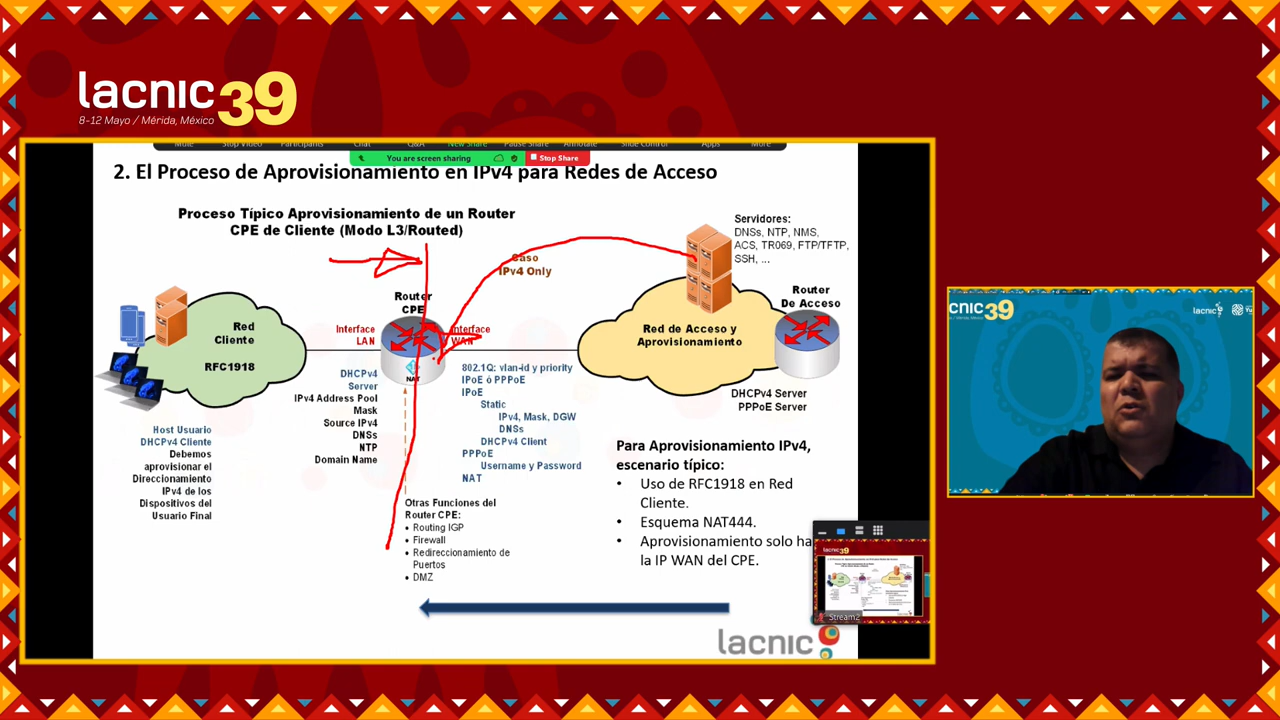 lacnic39
8-12 Mayo / Mérida, México
Mute Stop Video Participants Chat Q&A New Share Pause Share Annotate Slide Control Apps More
You are screen sharing
Stop Share
2. El Proceso de Aprovisionamiento en IPv4 para Redes de Acceso
Proceso Típico Aprovisionamiento de un Router
CPE de Cliente (Modo L3/Routed)
Caso
IPv4 Only
Servidores:
DNSs, NTP, NMS,
ACS, TR069, FTP/TFTP,
SSH, ...
Red
Cliente
RFC1918
Interface
LAN
Router
CPE
NAT
Interface
WAN
Red de Acceso y
Aprovisionamiento
Router
De Acceso
DHCPv4 Server
PPPoE Server
Host Usuario
DHCPv4 Cliente
Debemos
aprovisionar el
Direccionamiento
IPv4 de los
Dispositivos del
Usuario Final
DHCPv4
Server
IPv4 Address Pool
Mask
Source IPv4
DNSs
NTP
Domain Name
802.1Q: vlan-id y priority
IPoE ó PPPoE
IPoE
Static
IPv4, Mask, DGW
DNSs
DHCPv4 Client
PPPoE
Username y Password
NAT
Otras Funciones del
Router CPE:
• Routing IGP
• Firewall
• Redireccionamiento de
Puertos
• DMZ
Para Aprovisionamiento IPv4,
escenario típico:
• Uso de RFC1918 en Red
Cliente.
• Esquema NAT444.
• Aprovisionamiento solo ha
la IP WAN del CPE.
lacnic39
Stream2
lacnic
cnic39
lacnic